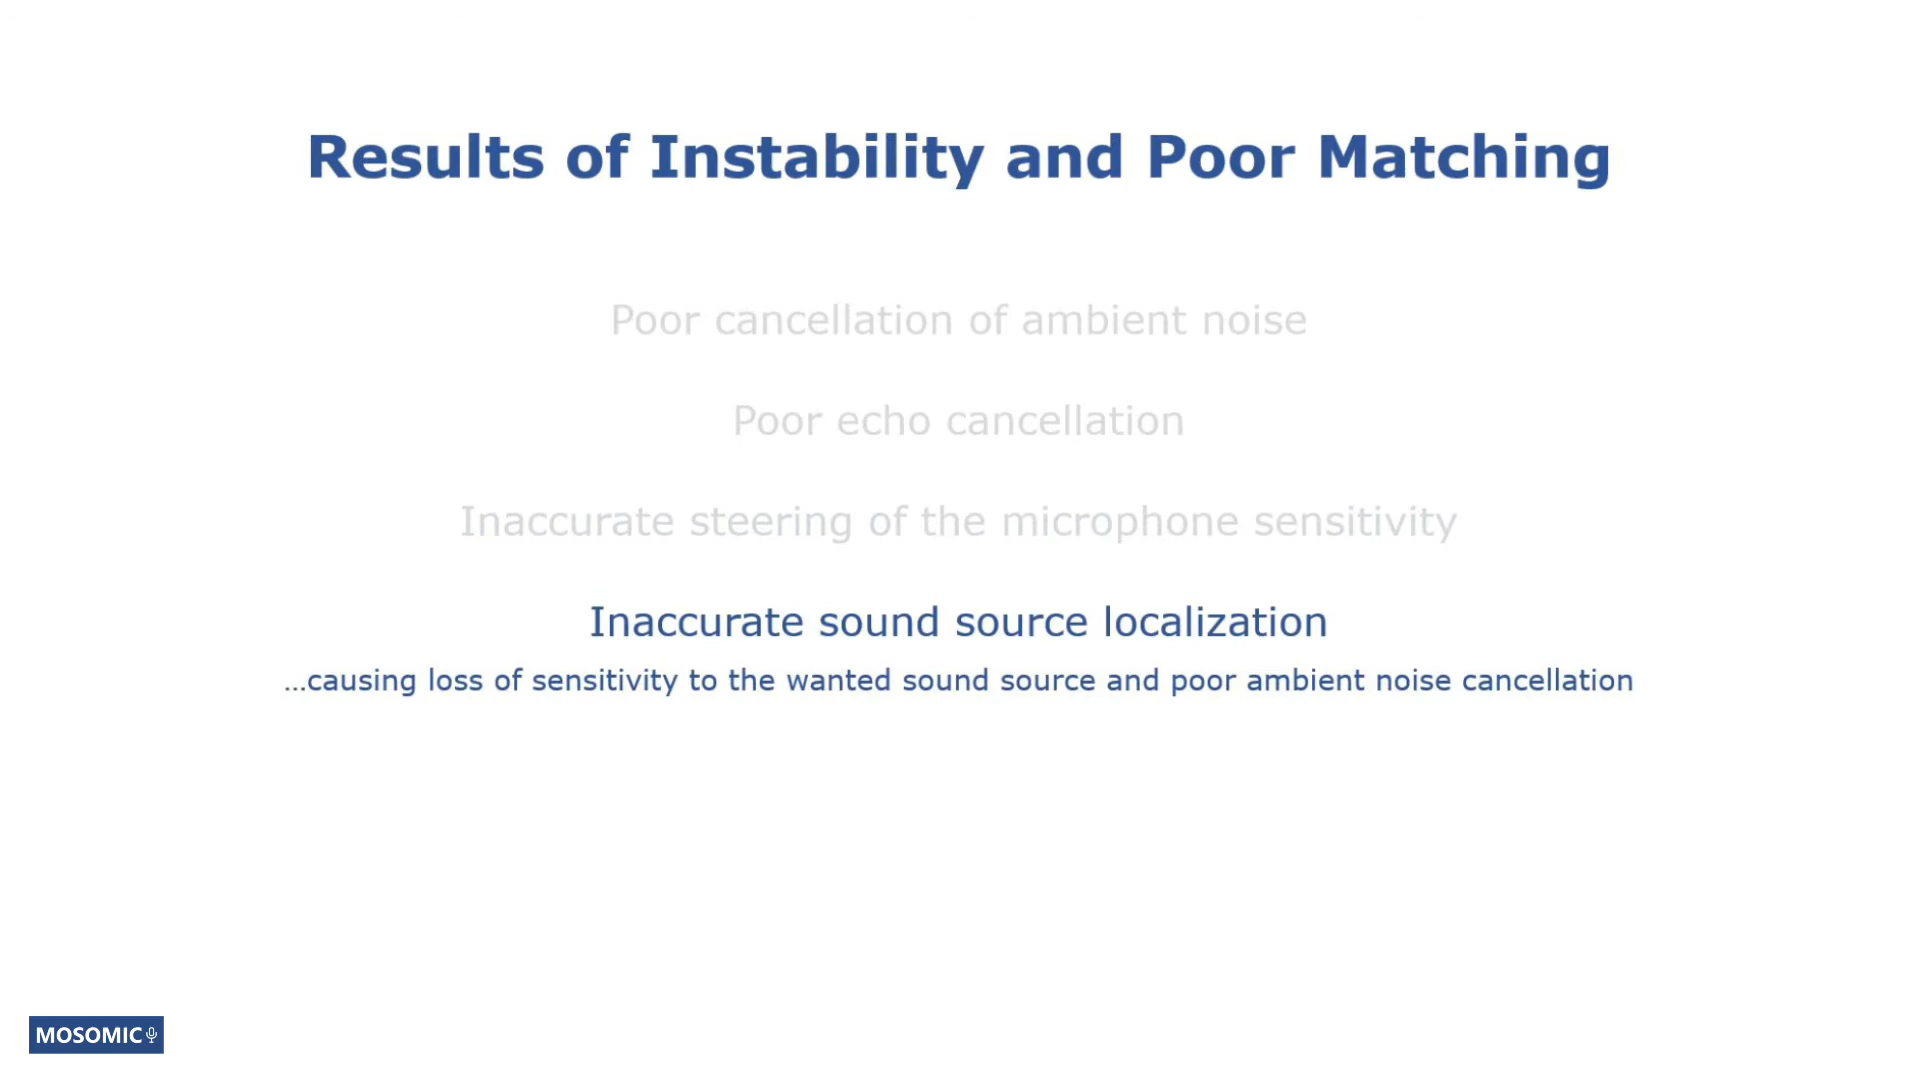 Results of Instability and Poor Matching
Poor cancellation of ambient noise
Poor echo cancellation
Inaccurate steering of the microphone sensitivity
Inaccurate sound source localization
...causing loss of sensitivity to the wanted sound source and poor ambient noise cancellation
MOSOMIC